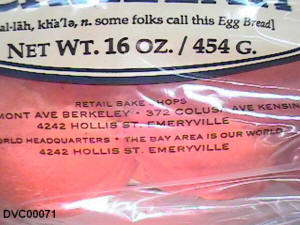 al-läh, khä'lə, n. some folks call this Egg Bread]
NET WT. 16 OZ. / 454 G.
RETAIL BAKE HOPS
MONT AVE BERKELEY • 372 COLUS AVE KENSIN
4242 HOLLIS ST. EMERYVILLE
ORLD HEADQUARTERS • THE BAY AREA IS OUR WORLD
4242 HOLLIS ST. EMERYVILLE
DVC00071